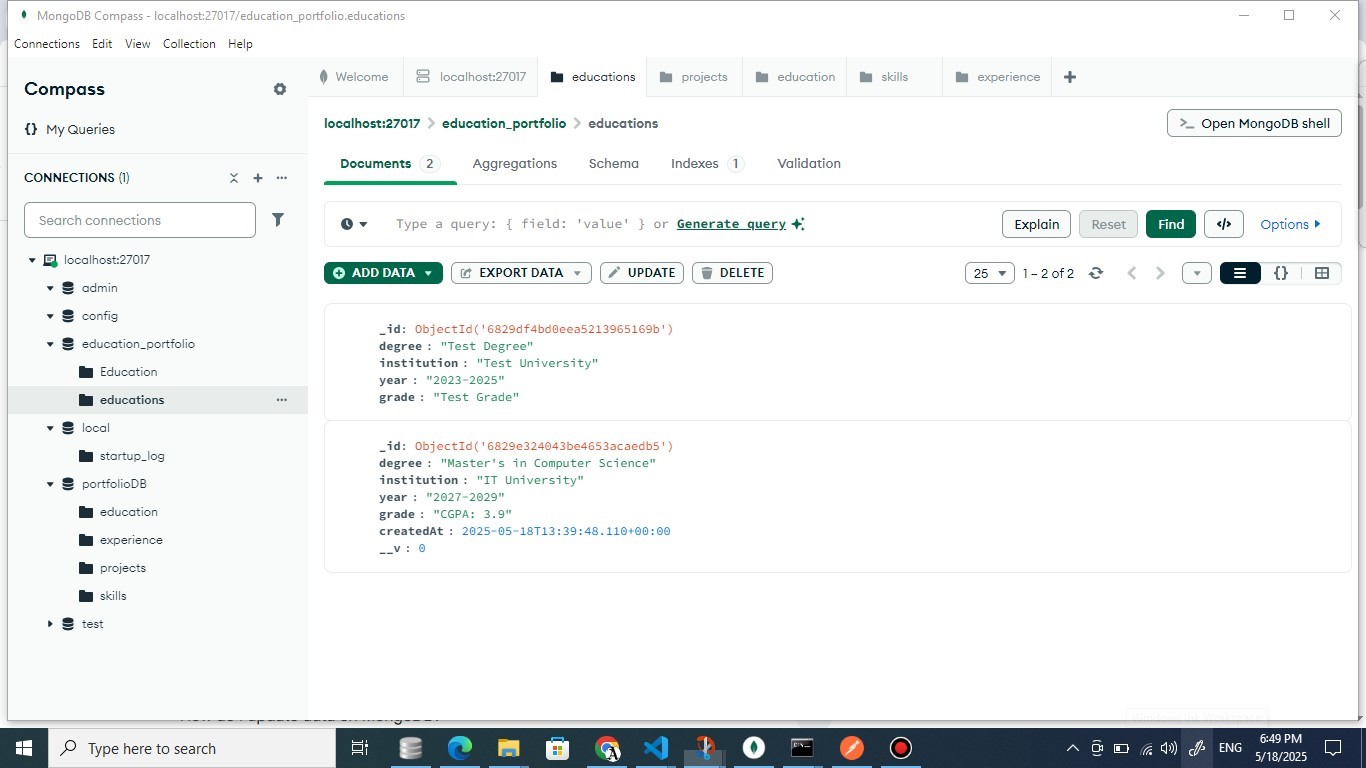 MongoDB Compass - localhost:27017/education_portfolio.educations
Connections Edit View Collection Help
Compass
{} My Queries
CONNECTIONS (1)
Search connections
localhost:27017
admin
config
education_portfolio
Education
educations
local
startup_log
portfolioDB
education
experience
projects
skills
test
Welcome localhost:27017 educations projects education skills experience
localhost:27017 > education_portfolio > educations
>_ Open MongoDB shell
Documents 2 Aggregations Schema Indexes 1 Validation
Type a query: { field: 'value' } or Generate query
Explain Reset Find </> Options
ADD DATA EXPORT DATA UPDATE DELETE
25 1 – 2 of 2 {}
_id: ObjectId('6829df4bd0eea5213965169b')
degree : "Test Degree"
institution : "Test University"
year : "2023-2025"
grade : "Test Grade"
_id: ObjectId('6829e324043be4653acaedb5')
degree : "Master's in Computer Science"
institution : "IT University"
year : "2027-2029"
grade : "CGPA: 3.9"
createdAt : 2025-05-18T13:39:48.110+00:00
__v : 0
Type here to search
ENG
6:49 PM
5/18/2025